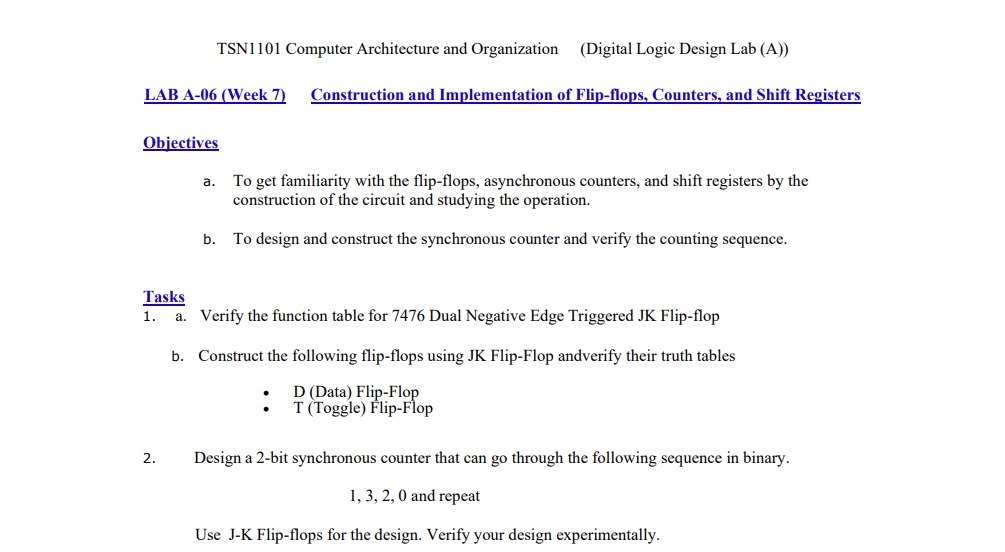 TSN1101 Computer Architecture and Organization (Digital Logic Design Lab (A))
LAB A-06 (Week 7) Construction and Implementation of Flip-flops, Counters, and Shift Registers
Objectives
a. To get familiarity with the flip-flops, asynchronous counters, and shift registers by the
construction of the circuit and studying the operation.
b. To design and construct the synchronous counter and verify the counting sequence.
Tasks
1. a. Verify the function table for 7476 Dual Negative Edge Triggered JK Flip-flop
b. Construct the following flip-flops using JK Flip-Flop andverify their truth tables
• D (Data) Flip-Flop
• T (Toggle) Flip-Flop
2. Design a 2-bit synchronous counter that can go through the following sequence in binary.
1, 3, 2, 0 and repeat
Use J-K Flip-flops for the design. Verify your design experimentally.